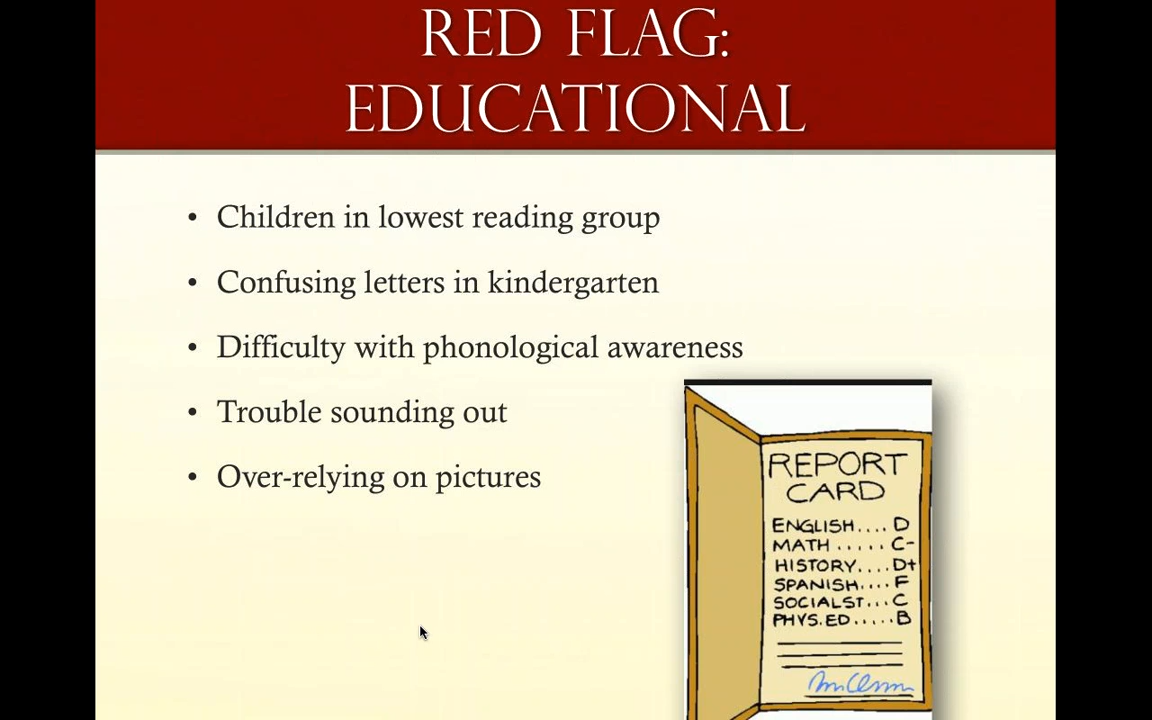 RED FLAG:
EDUCATIONAL
• Children in lowest reading group
• Confusing letters in kindergarten
• Difficulty with phonological awareness
• Trouble sounding out
• Over-relying on pictures
REPORT
CARD
ENGLISH.... D
MATH ..... C-
HISTORY.... D+
SPANISH.... F
SOCIALST... C
PHYS.ED..... B